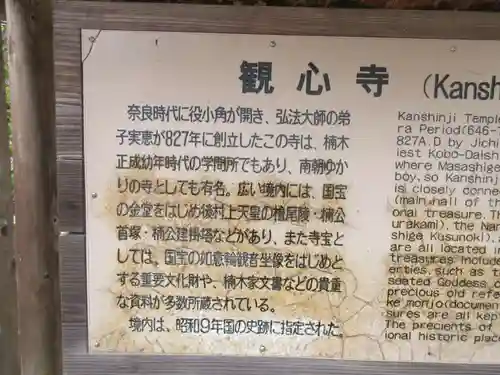 観心寺 (Kansh
奈良時代に役小角が開き、弘法大師の弟
子実恵が827年に創立したこの寺は、楠木
正成幼年時代の学問所でもあり、南朝ゆか
りの寺としても有名。広い境内には、国宝
の金堂をはじめ後村上天皇の檜尾陵・楠公
首塚・楠公建掛塔などがあり、また寺宝と
しては、国宝の如意輪観者坐像をはじめと
する重要文化財や、楠木家文書などの貴重
な資料が多数所蔵されている。
境内は、昭和9年国の史跡に指定された。
Kanshinji Temple
ra Period(646-
827A.D by Jichi
iest Kobo-Daish
where Masashige
boy, so Kanshinj
is closely connec
(main hall of th
onal treasure, T
urakami), the Nan
shige Kusunoki),
are all located i
treasures include
erties, such as t
seated Goddess o
precious old refe
ke monjo(documen
sures are all kept
The precients of
ional historic place